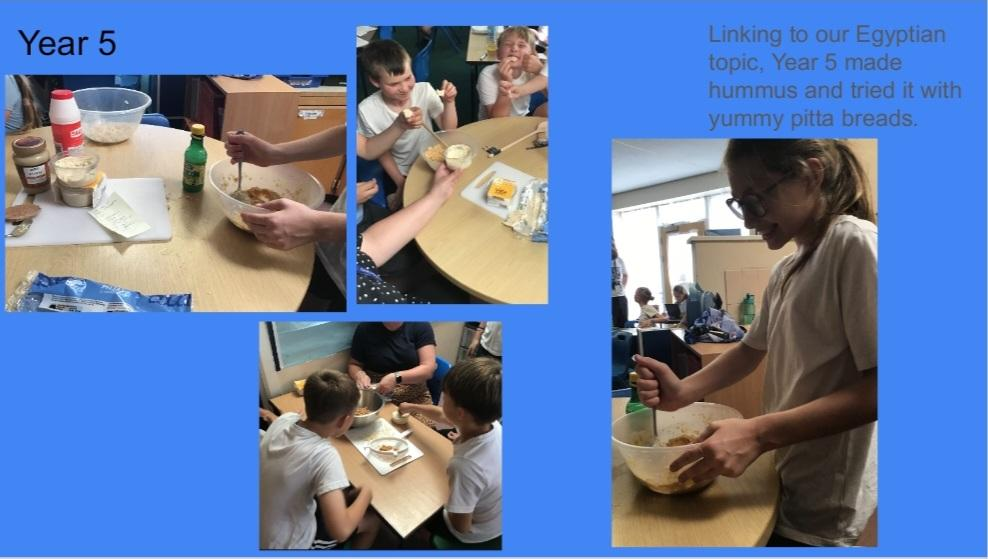 Year 5
Linking to our Egyptian
topic, Year 5 made
hummus and tried it with
yummy pitta breads.